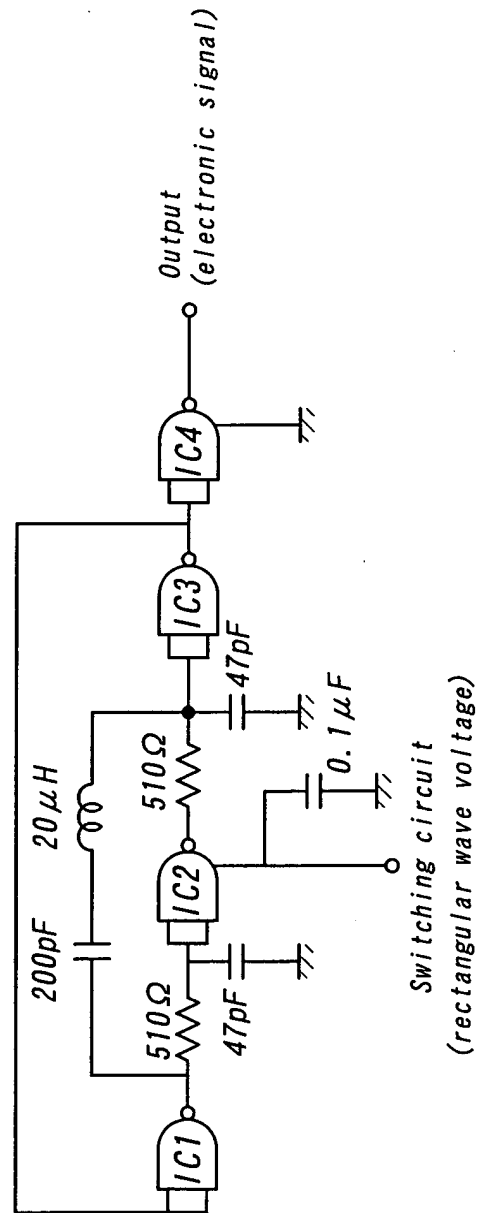 200pF
20μH
IC1
510Ω
47pF
IC2
510Ω
47pF
IC3
IC4
0.1μF
Switching circuit
(rectangular wave voltage)
Output
(electronic signal)